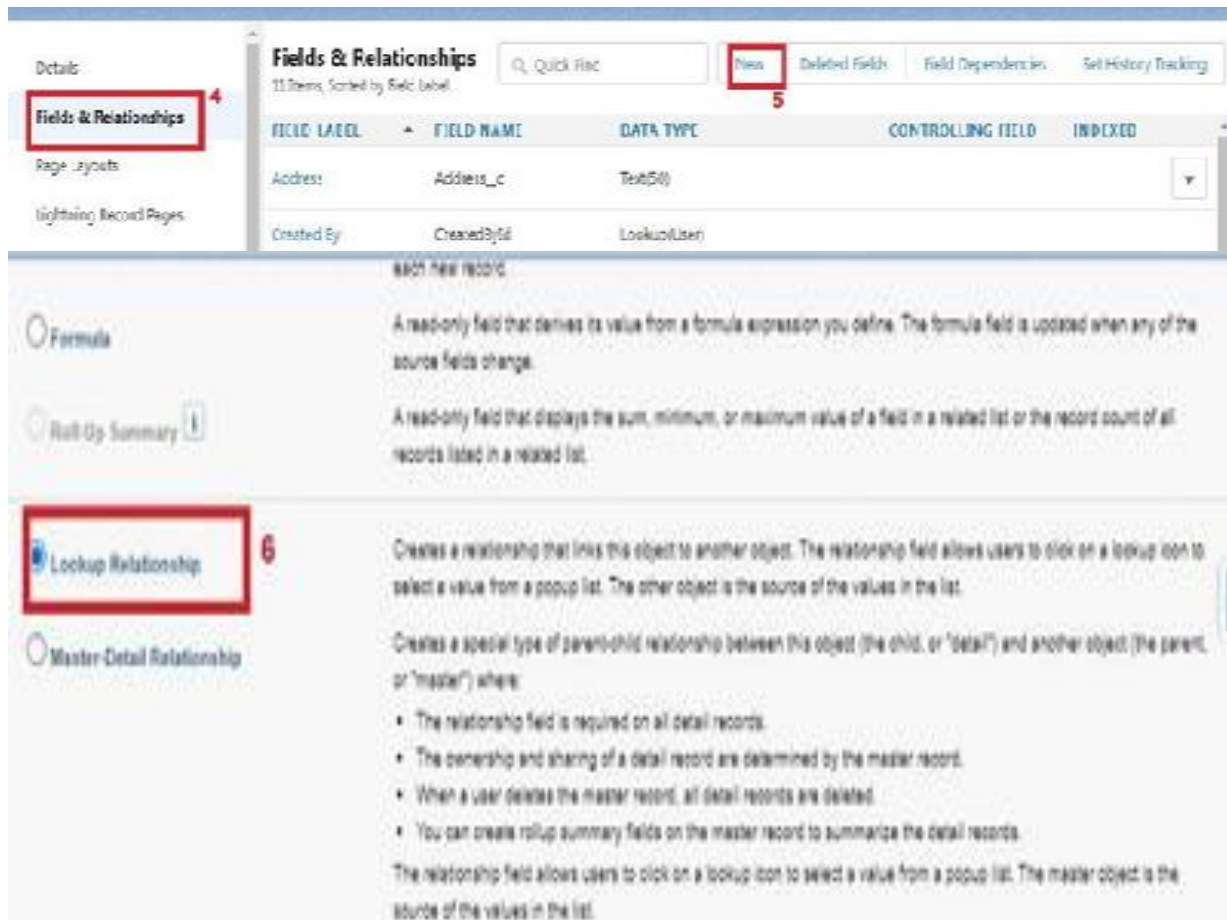 Details
Fields & Relationships
4
Page Layouts
Lightning Record Pages
Fields & Relationships
11 Items, Sorted by Field Label
Quick Find
New
5
Deleted Fields
Field Dependencies
Set History Tracking
FIELD LABEL FIELD NAME DATA TYPE CONTROLLING FIELD INDEXED
Address Address_c Text(50)
Created By CreatedById Lookup(User)
each new record.
Formula
A read-only field that derives its value from a formula expression you define. The formula field is updated when any of the
source fields change.
Roll-Up Summary
A read-only field that displays the sum, minimum, or maximum value of a field in a related list or the record count of all
records listed in a related list.
Lookup Relationship
6
Creates a relationship that links this object to another object. The relationship field allows users to click on a lookup icon to
select a value from a popup list. The other object is the source of the values in the list.
Master-Detail Relationship
Creates a special type of parent-child relationship between this object (the child, or "detail") and another object (the parent,
or "master") where:
• The relationship field is required on all detail records.
• The ownership and sharing of a detail record are determined by the master record.
• When a user deletes the master record, all detail records are deleted.
• You can create rollup summary fields on the master record to summarize the detail records.
The relationship field allows users to click on a lookup icon to select a value from a popup list. The master object is the
source of the values in the list.